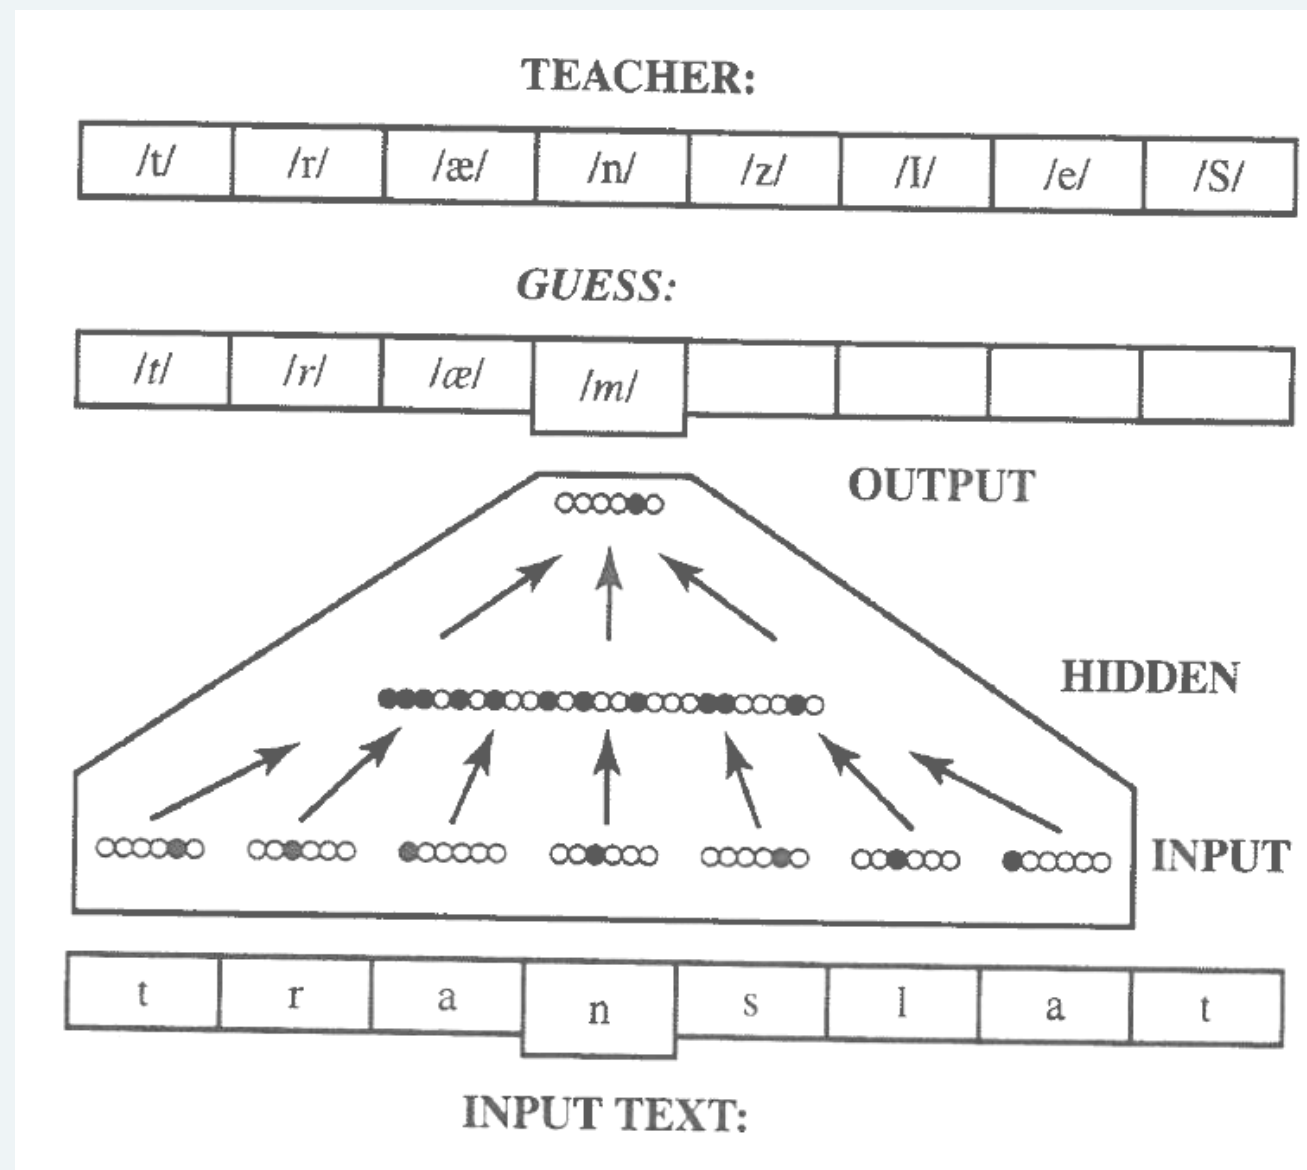 TEACHER:
/t/ /r/ /æ/ /n/ /z/ /I/ /e/ /S/
GUESS:
/t/ /r/ /æ/ /m/
OUTPUT
HIDDEN
INPUT
t r a n s l a t
INPUT TEXT: